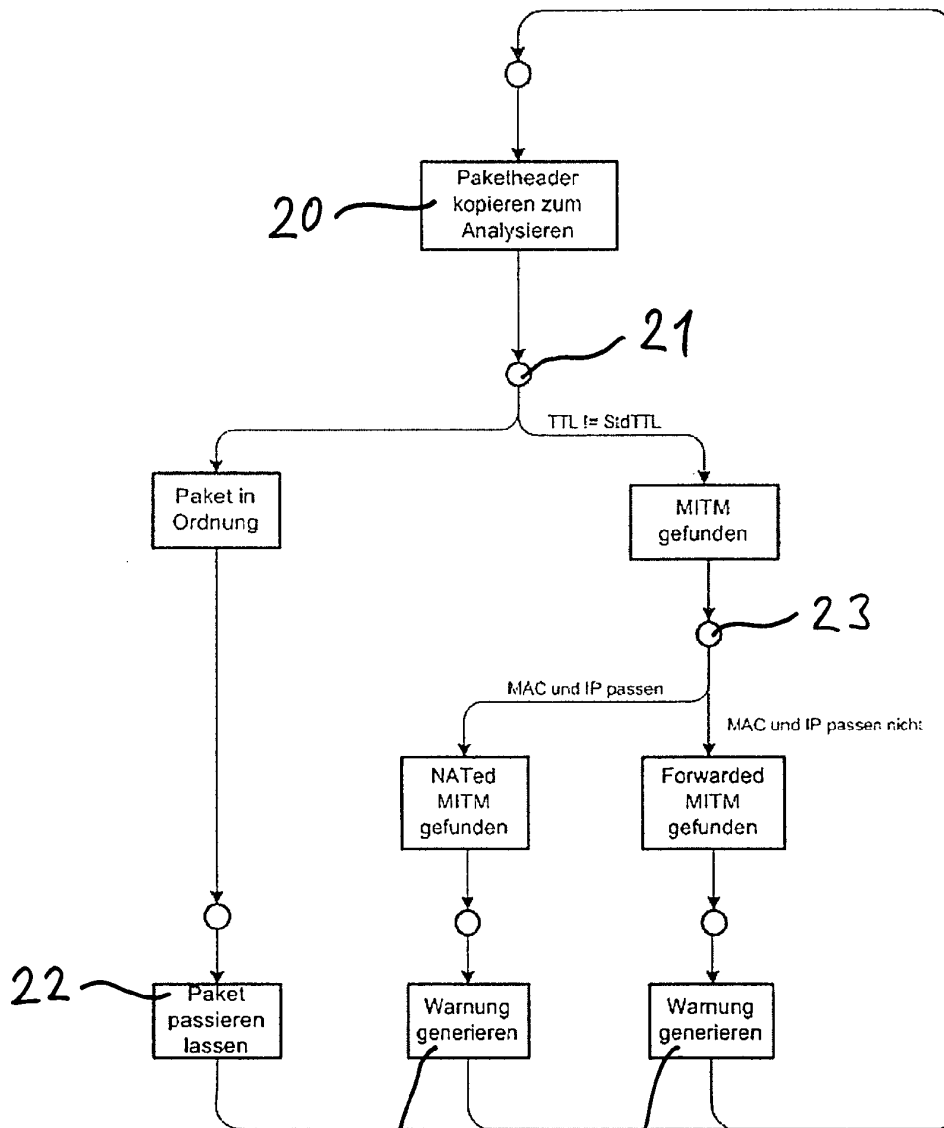 Paketheader
kopieren zum
Analysieren
20
21
TTL != StdTTL
Paket in
Ordnung
MITM
gefunden
23
MAC und IP passen
MAC und IP passen nicht
NATed
MITM
gefunden
Forwarded
MITM
gefunden
22
Paket
passieren
lassen
Warnung
generieren
Warnung
generieren